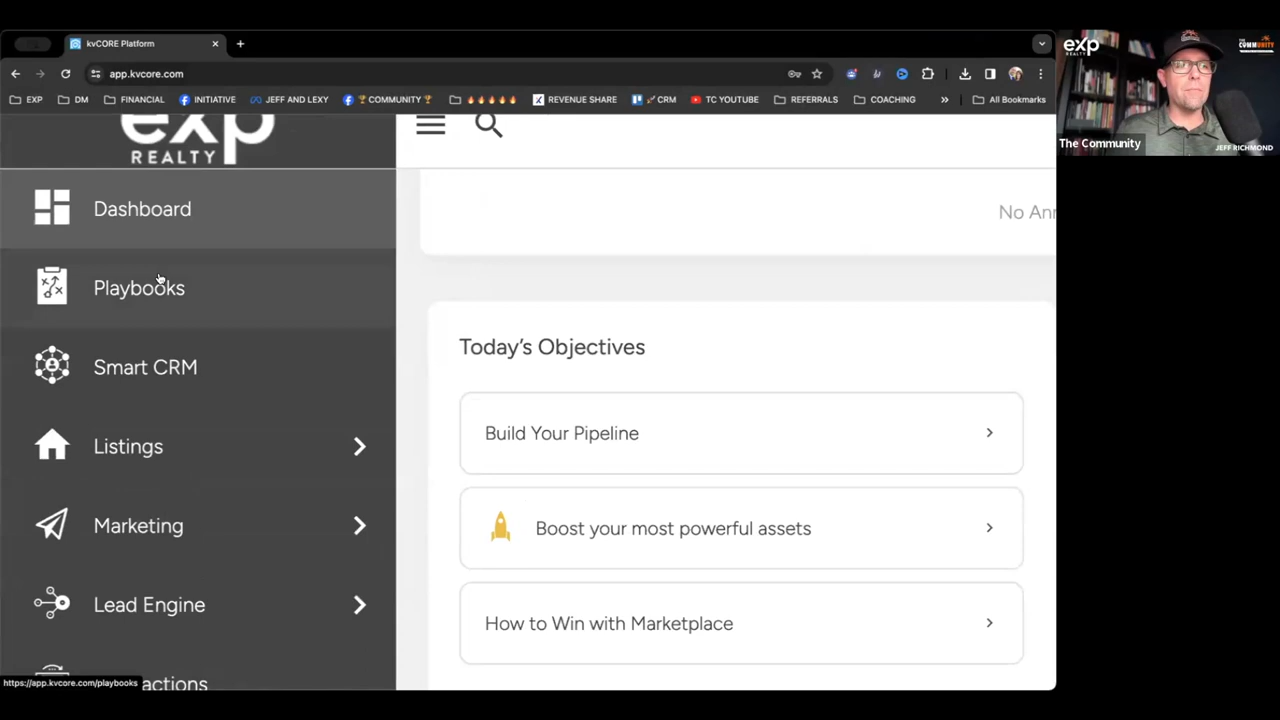 kvCORE Platform
app.kvcore.com
EXP DM FINANCIAL INITIATIVE JEFF AND LEXY COMMUNITY REVENUE SHARE CRM TC YOUTUBE REFERRALS COACHING » All Bookmarks
exp
REALTY
Dashboard
Playbooks
Smart CRM
Listings
Marketing
Lead Engine
actions
https://app.kvcore.com/playbooks
No Ann
Today's Objectives
Build Your Pipeline
Boost your most powerful assets
How to Win with Marketplace
exp
REALTY
THE
COMMUNITY
The Community
JEFF RICHMOND